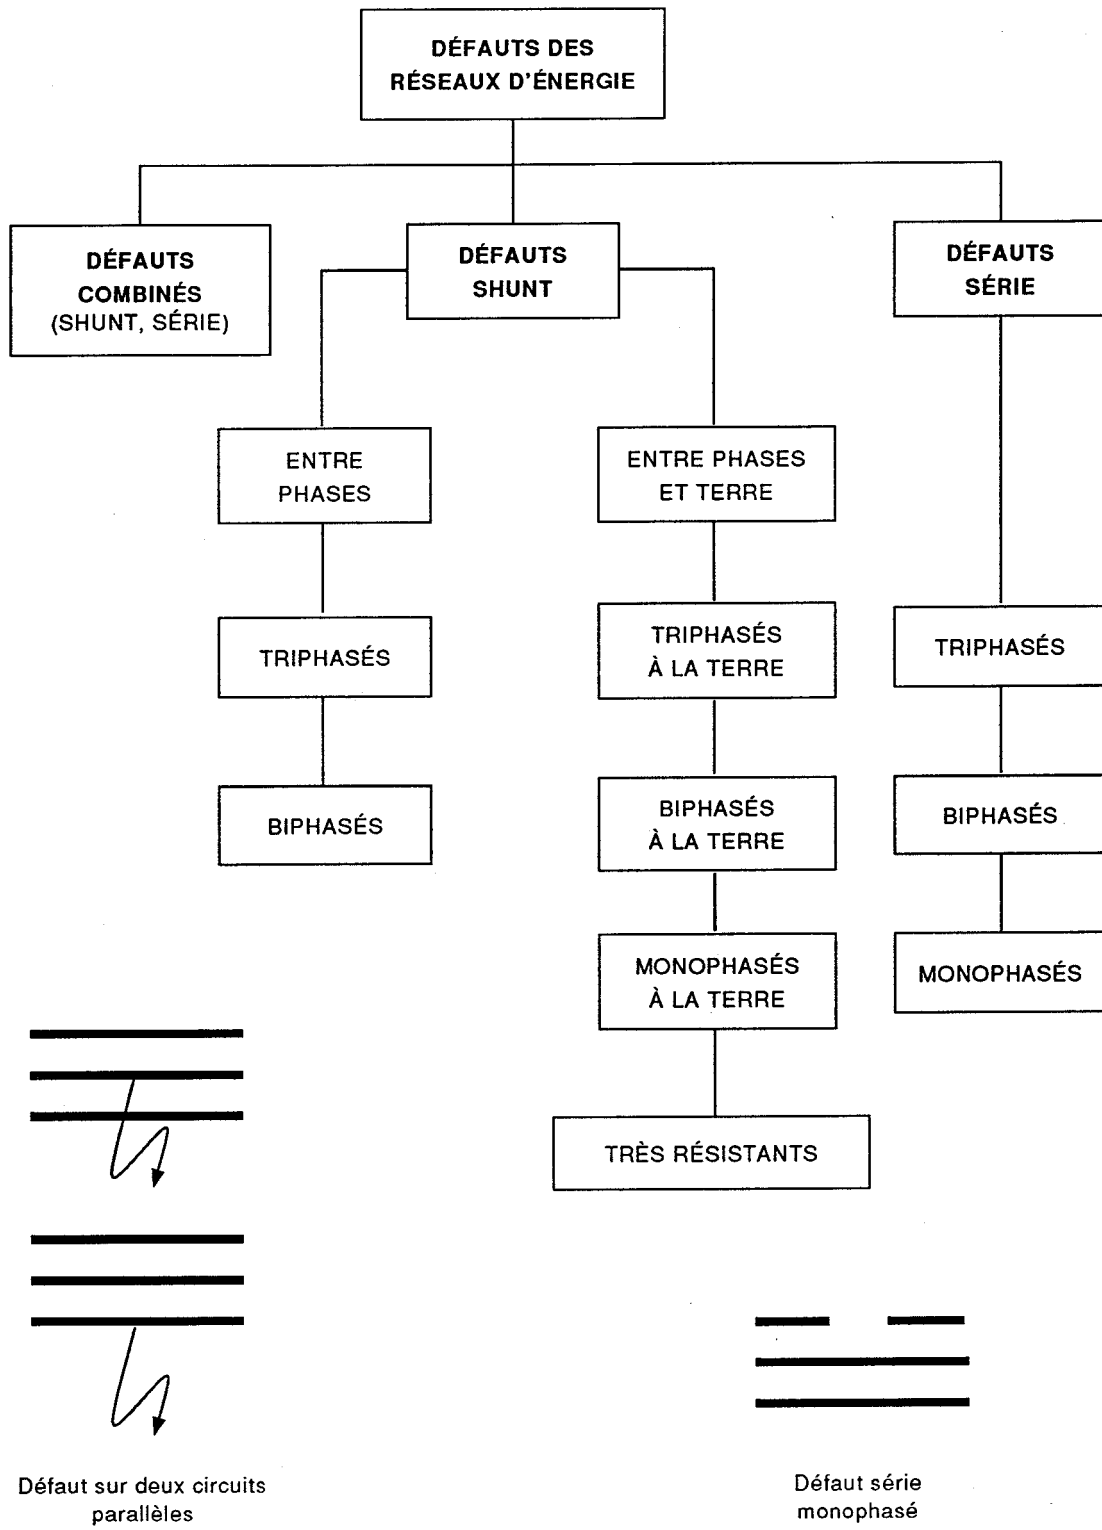 DÉFAUTS DES
RÉSEAUX D'ÉNERGIE
DÉFAUTS
COMBINÉS
(SHUNT, SÉRIE)
DÉFAUTS
SHUNT
DÉFAUTS
SÉRIE
ENTRE
PHASES
ENTRE PHASES
ET TERRE
TRIPHASÉS
TRIPHASÉS
À LA TERRE
TRIPHASÉS
BIPHASÉS
BIPHASÉS
À LA TERRE
BIPHASÉS
MONOPHASÉS
À LA TERRE
MONOPHASÉS
TRÈS RÉSISTANTS
Défaut sur deux circuits
parallèles
Défaut série
monophasé